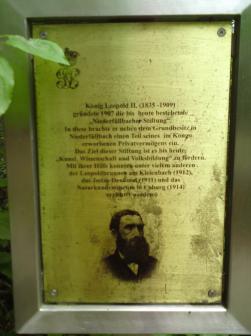 König Leopold II. (1835 -1909)
gründete 1907 die bis heute bestehende
„Niederfüllbacher Stiftung“.
In diese brachte er neben dem Grundbesitz in
Niederfüllbach einen Teil seines im Kongo
erworbenen Privatvermögens ein.
Das Ziel dieser Stiftung ist es bis heute,
"Kunst, Wissenschaft und Volksbildung" zu fördern.
Mit ihrer Hilfe konnten unter vielem anderen
der Leopoldbrunnen am (1912),
das Denkmal (1911) und das
Naturkundemuseum in Coburg (1914)
errichtet werden.